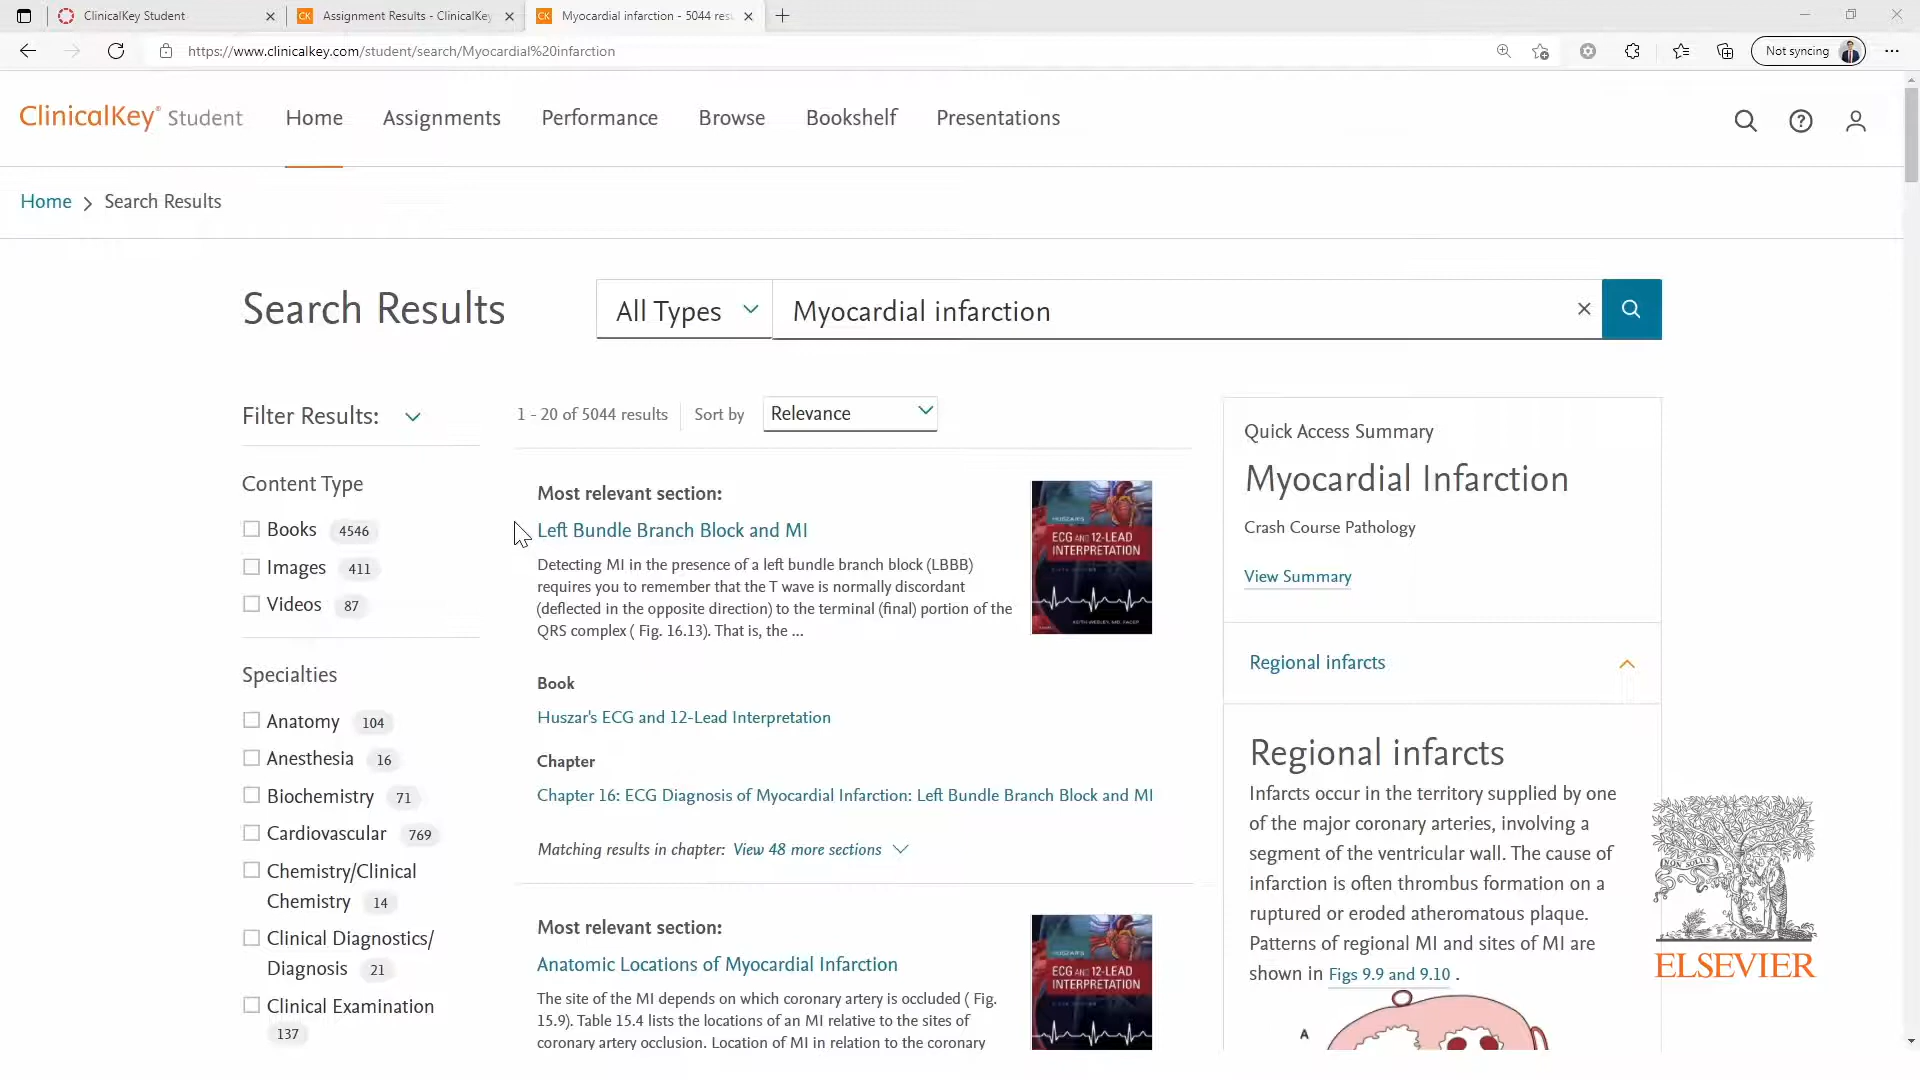 ClinicalKey Student
Assignment Results - ClinicalKey
Myocardial infarction - 5044 resu
https://www.clinicalkey.com/student/search/Myocardial%20infarction
Not syncing
ClinicalKey® Student
Home
Assignments
Performance
Browse
Bookshelf
Presentations
Home > Search Results
Search Results
All Types
Myocardial infarction
Filter Results:
1 - 20 of 5044 results
Sort by
Relevance
Content Type
Books 4546
Images 411
Videos 87
Specialties
Anatomy 104
Anesthesia 16
Biochemistry 71
Cardiovascular 769
Chemistry/Clinical
Chemistry 14
Clinical Diagnostics/
Diagnosis 21
Clinical Examination
137
Most relevant section:
Left Bundle Branch Block and MI
Detecting MI in the presence of a left bundle branch block (LBBB)
requires you to remember that the T wave is normally discordant
(deflected in the opposite direction) to the terminal (final) portion of the
QRS complex ( Fig. 16.13). That is, the ...
HUSZAR'S
ECG AND 12-LEAD
INTERPRETATION
KEITH WESLEY, MD, FACEP
Book
Huszar's ECG and 12-Lead Interpretation
Chapter
Chapter 16: ECG Diagnosis of Myocardial Infarction: Left Bundle Branch Block and MI
Matching results in chapter: View 48 more sections
Most relevant section:
Anatomic Locations of Myocardial Infarction
The site of the MI depends on which coronary artery is occluded ( Fig.
15.9). Table 15.4 lists the locations of an MI relative to the sites of
coronary artery occlusion. Location of MI in relation to the coronary
HUSZAR'S
ECG AND 12-LEAD
INTERPRETATION
Quick Access Summary
Myocardial Infarction
Crash Course Pathology
View Summary
Regional infarcts
Regional infarcts
Infarcts occur in the territory supplied by one
of the major coronary arteries, involving a
segment of the ventricular wall. The cause of
infarction is often thrombus formation on a
ruptured or eroded atheromatous plaque.
Patterns of regional MI and sites of MI are
shown in Figs 9.9 and 9.10 .
A
NON SOLUS
ELSEVIER